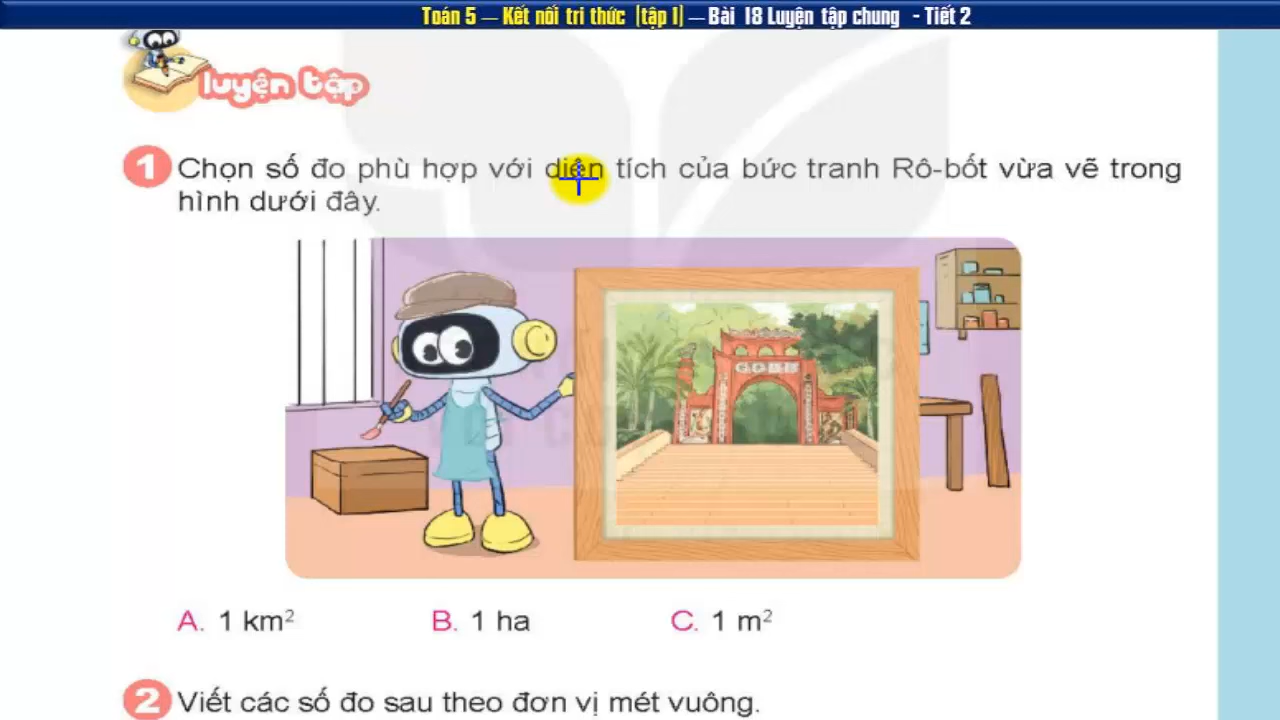 Toán 5 – Kết nối tri thức (tập 1) – Bài 18 Luyện tập chung - Tiết 2
luyện tập
1 Chọn số đo phù hợp với diện tích của bức tranh Rô-bốt vừa vẽ trong
hình dưới đây.
A. 1 km²
B. 1 ha
C. 1 m²
2 Viết các số đo sau theo đơn vị mét vuông.